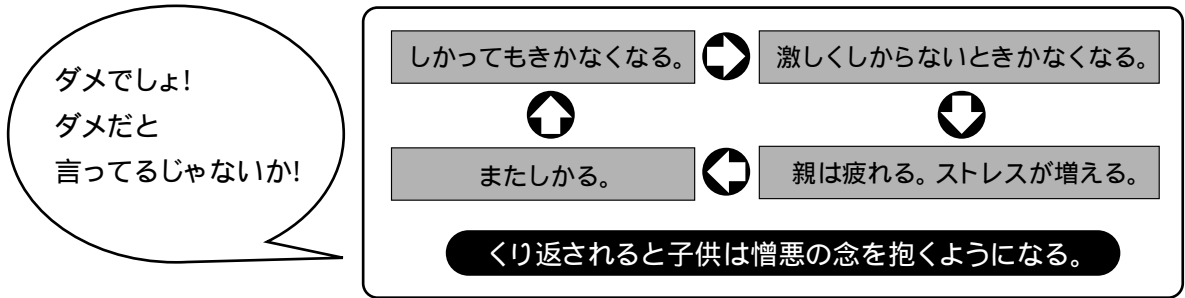 ダメでしょ!
ダメだと
言ってるじゃないか!
しかってもきかなくなる。
激しくしからないときかなくなる。
またしかる。
親は疲れる。ストレスが増える。
くり返されると子供は憎悪の念を抱くようになる。